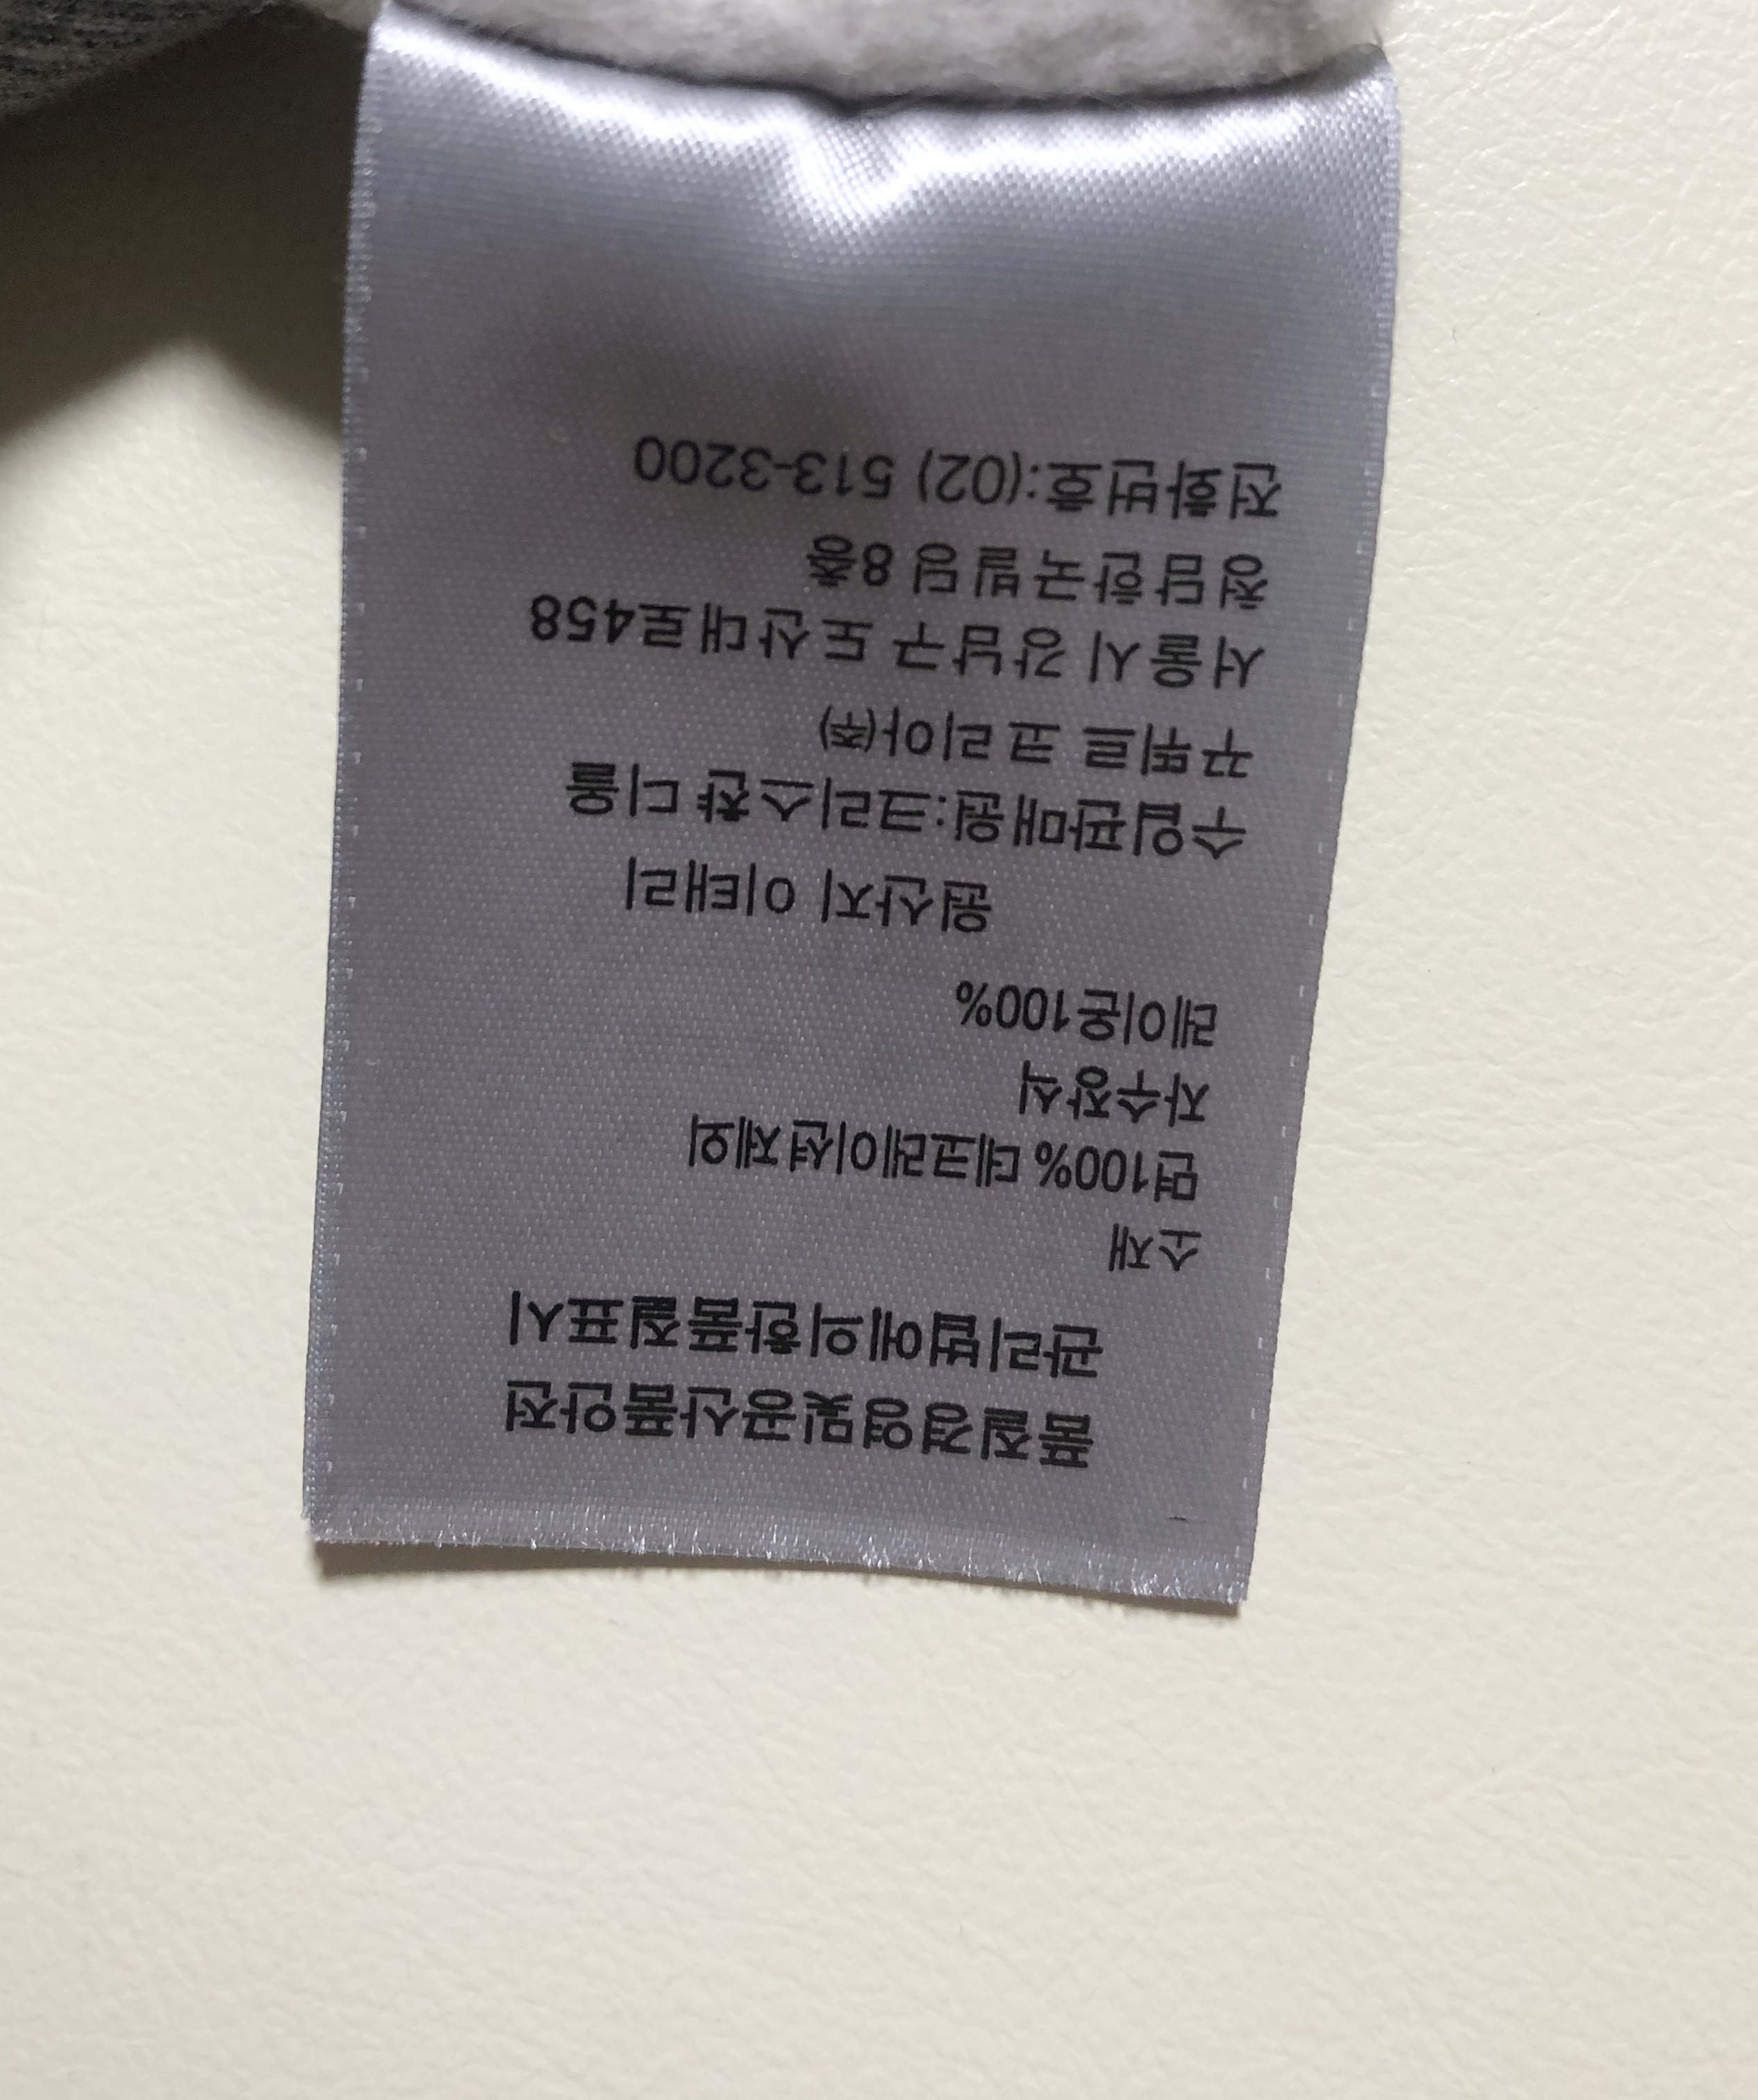 품질경영및공산품안전
관리법에의한품질표시
소재
면100% 데코레이션제외
자수장식
레이온100%
원산지 이태리
수입판매원:크리스챤 디올
꾸뛰르 코리아(주)
서울시 강남구 도산대로458
청담한국빌딩 8층
전화번호:(02) 513-3200